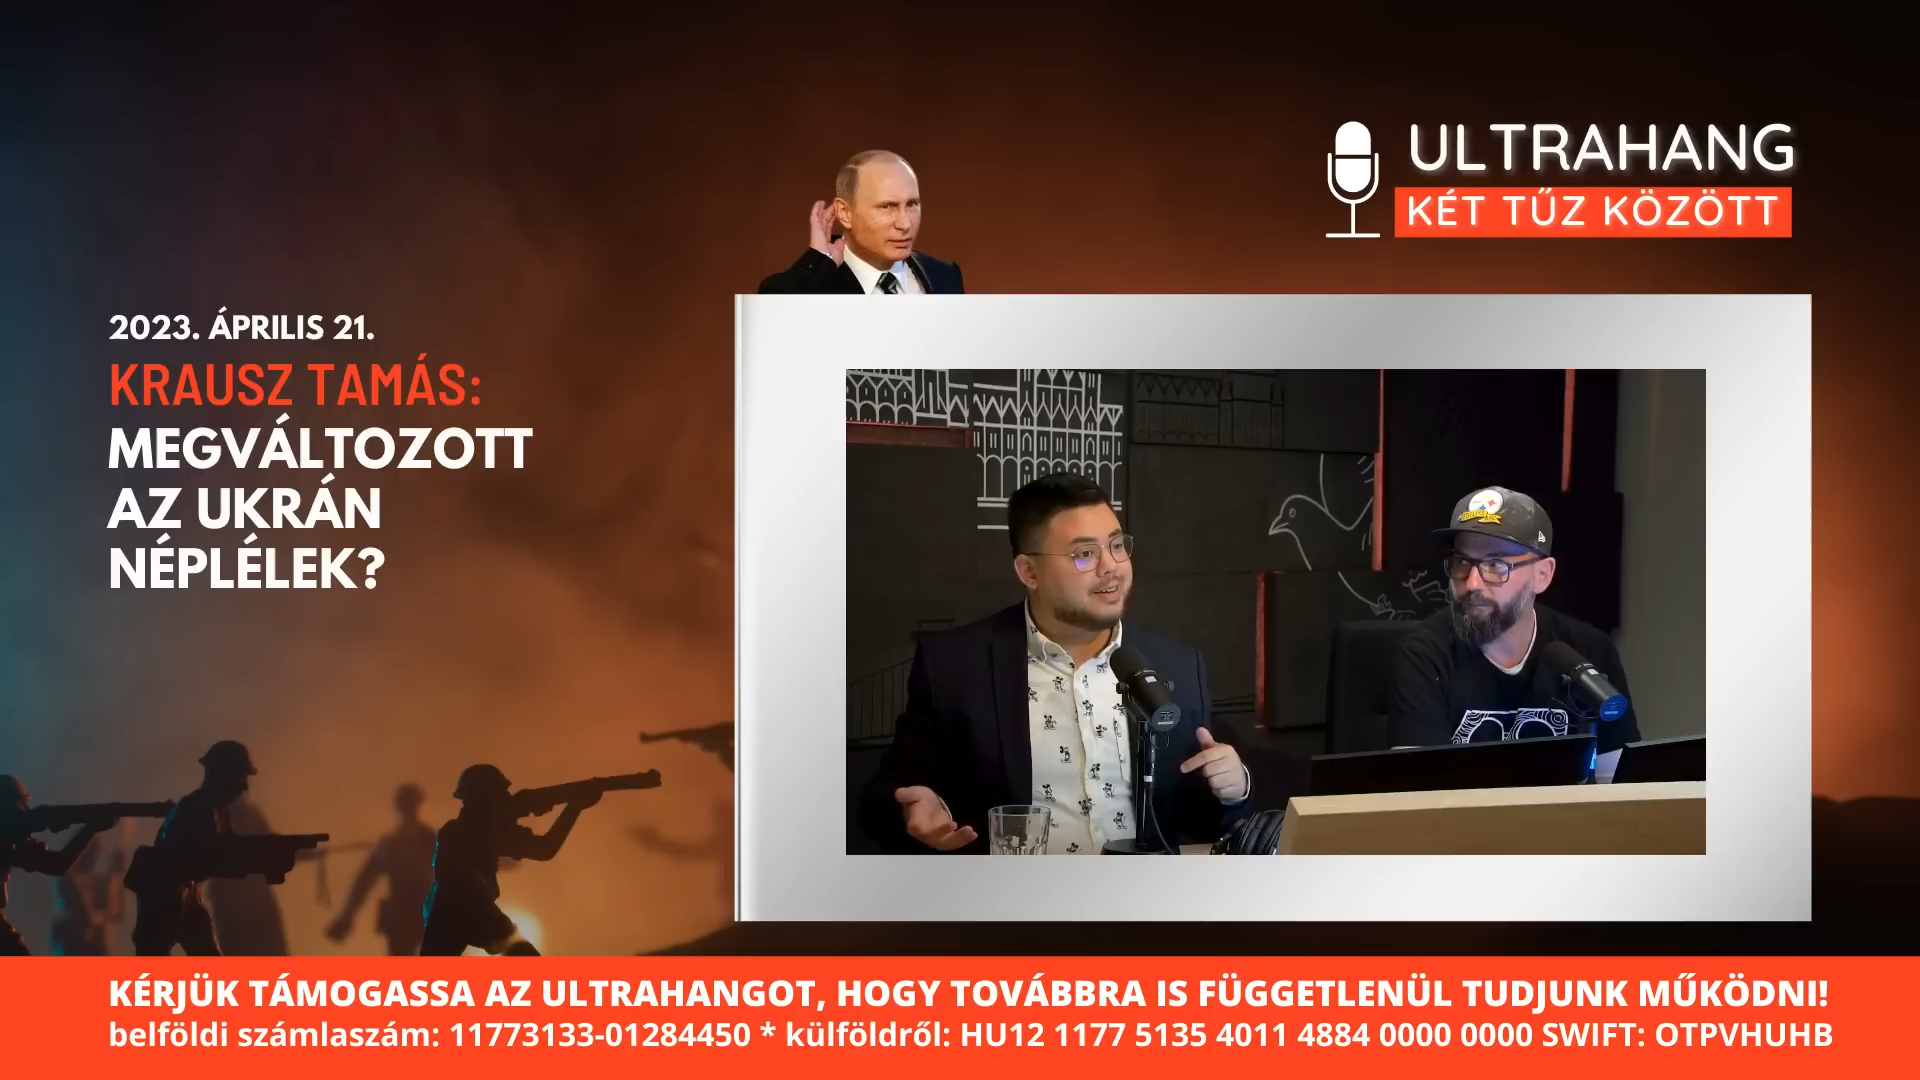 ULTRAHANG
KÉT TŰZ KÖZÖTT
2023. ÁPRILIS 21.
KRAUSZ TAMÁS:
MEGVÁLTOZOTT
AZ UKRÁN
NÉPLÉLEK?
KÉRJÜK TÁMOGASSA AZ ULTRAHANGOT, HOGY TOVÁBBRA IS FÜGGETLENÜL TUDJUNK MŰKÖDNI!
belföldi számlaszám: 11773133-01284450 * külföldről: HU12 1177 5135 4011 4884 0000 0000 SWIFT: OTPVHUHB